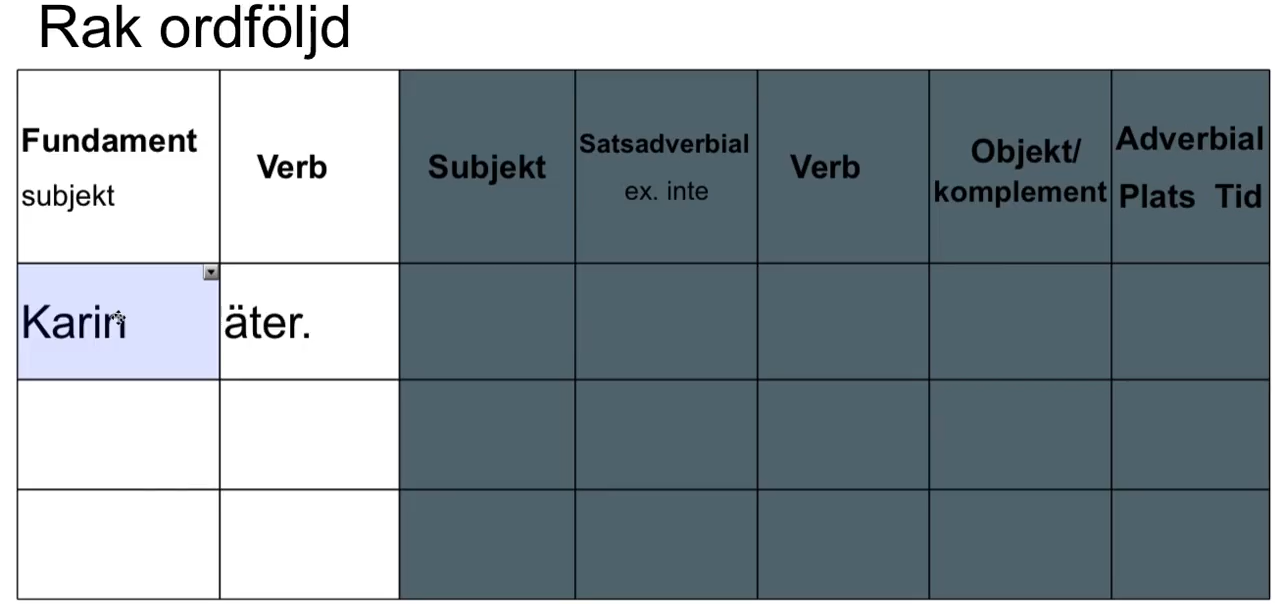 Rak ordföljd
Fundament
subjekt
Verb
Subjekt
Satsadverbial
ex. inte
Verb
Objekt/
komplement
Adverbial
Plats Tid
Karin
äter.